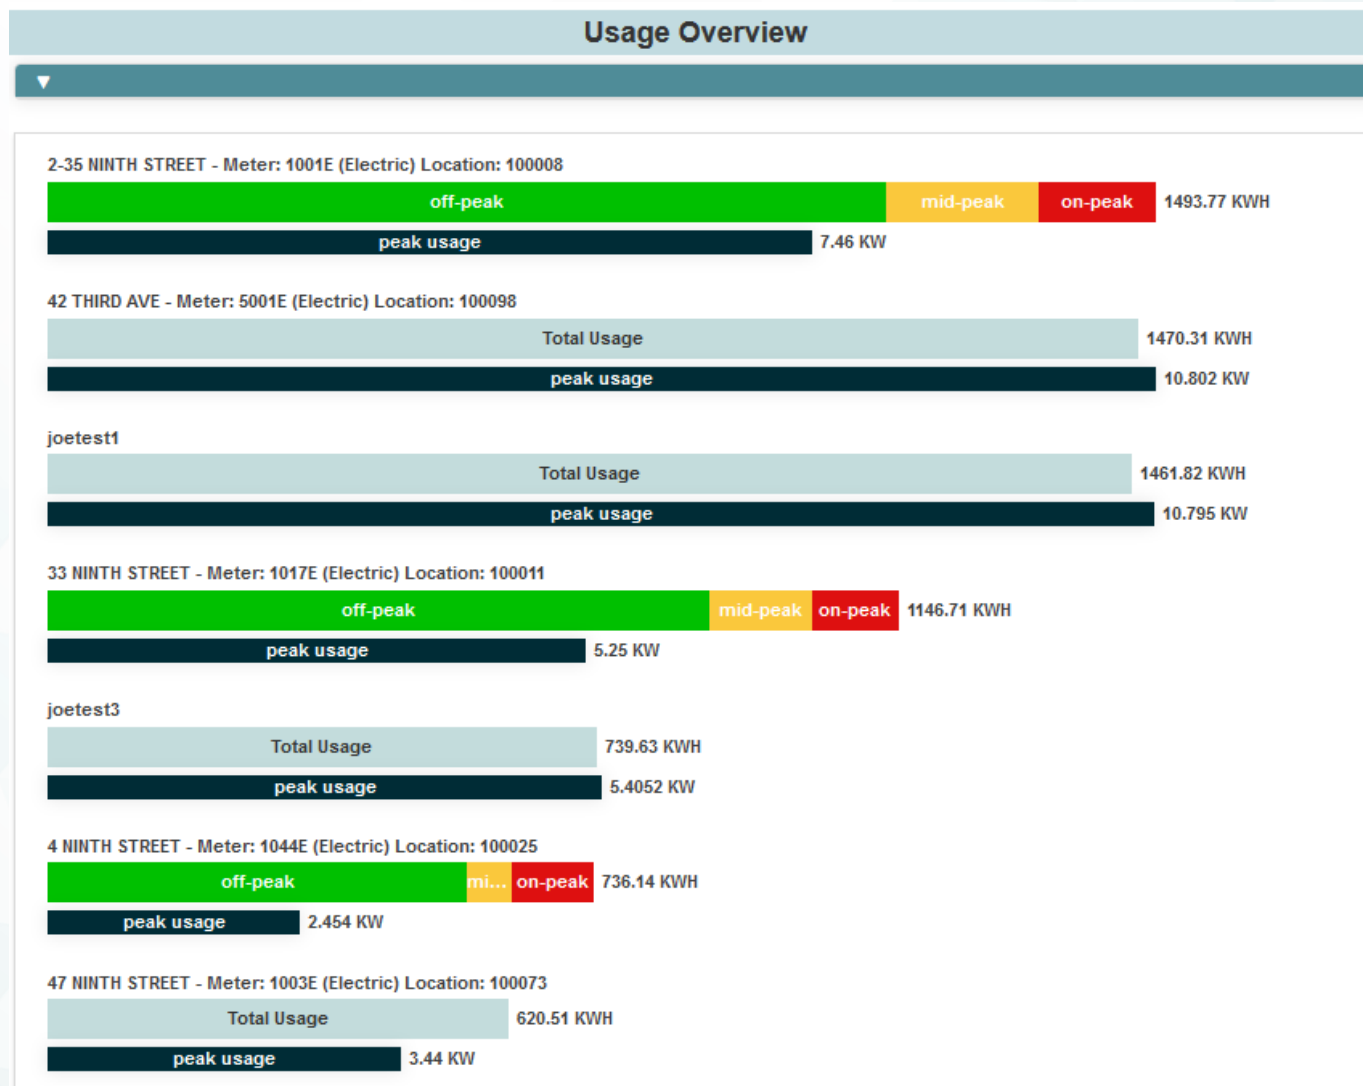 Usage Overview
▼
2-35 NINTH STREET - Meter: 1001E (Electric) Location: 100008
off-peak mid-peak on-peak 1493.77 KWH
peak usage 7.46 KW
42 THIRD AVE - Meter: 5001E (Electric) Location: 100098
Total Usage 1470.31 KWH
peak usage 10.802 KW
joetest1
Total Usage 1461.82 KWH
peak usage 10.795 KW
33 NINTH STREET - Meter: 1017E (Electric) Location: 100011
off-peak mid-peak on-peak 1146.71 KWH
peak usage 5.25 KW
joetest3
Total Usage 739.63 KWH
peak usage 5.4052 KW
4 NINTH STREET - Meter: 1044E (Electric) Location: 100025
off-peak mi... on-peak 736.14 KWH
peak usage 2.454 KW
47 NINTH STREET - Meter: 1003E (Electric) Location: 100073
Total Usage 620.51 KWH
peak usage 3.44 KW